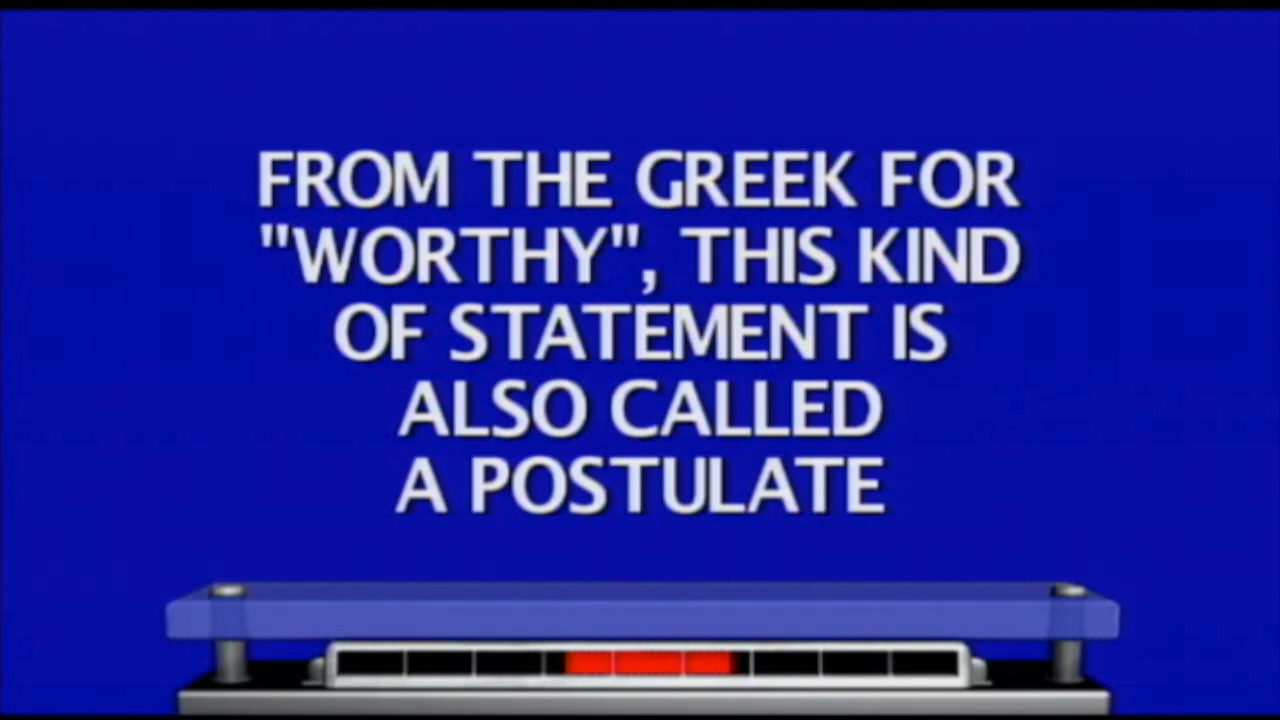 FROM THE GREEK FOR
"WORTHY", THIS KIND
OF STATEMENT IS
ALSO CALLED
A POSTULATE